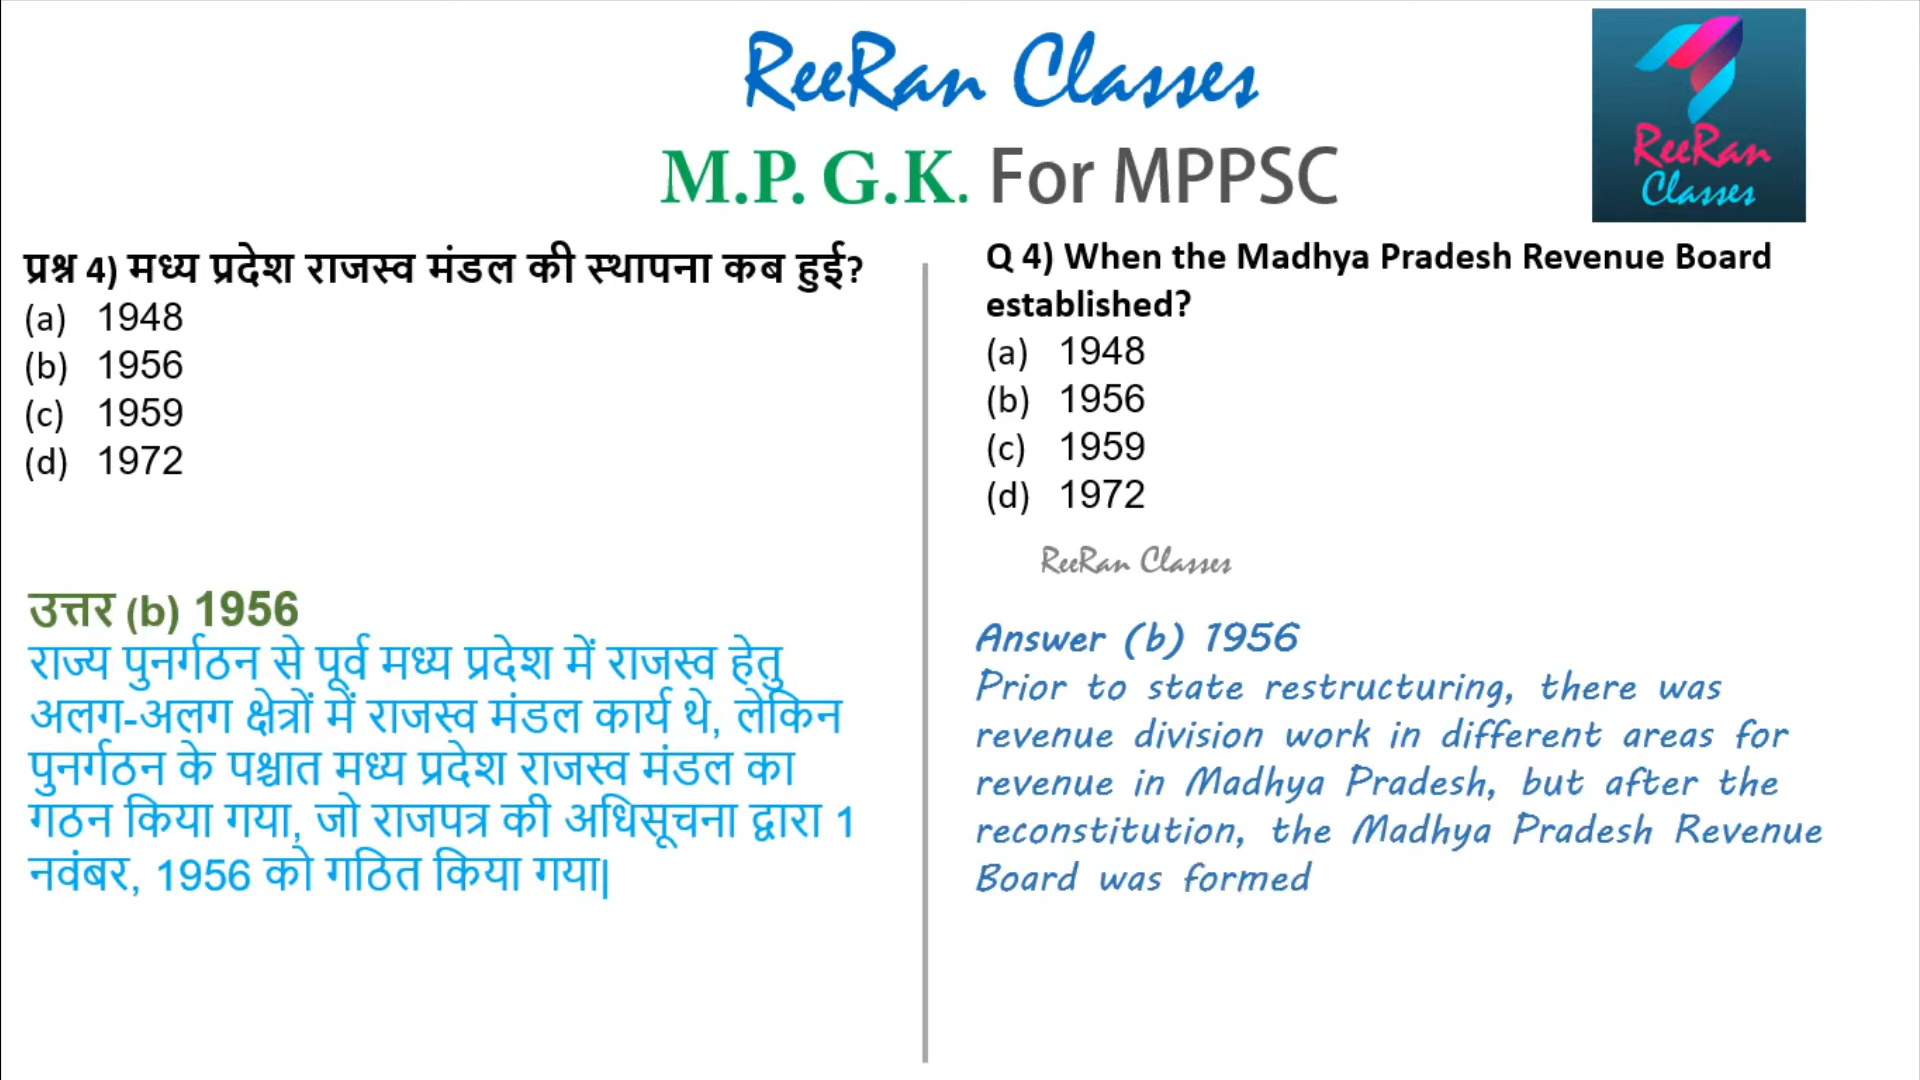 ReeRan Classes
M.P. G.K. For MPPSC
ReeRan
Classes
प्रश्न 4) मध्य प्रदेश राजस्व मंडल की स्थापना कब हुई?
(a) 1948
(b) 1956
(c) 1959
(d) 1972
उत्तर (b) 1956
राज्य पुनर्गठन से पूर्व मध्य प्रदेश में राजस्व हेतु
अलग-अलग क्षेत्रों में राजस्व मंडल कार्य थे, लेकिन
पुनर्गठन के पश्चात मध्य प्रदेश राजस्व मंडल का
गठन किया गया, जो राजपत्र की अधिसूचना द्वारा 1
नवंबर, 1956 को गठित किया गया|
Q 4) When the Madhya Pradesh Revenue Board
established?
(a) 1948
(b) 1956
(c) 1959
(d) 1972
ReeRan Classes
Answer (b) 1956
Prior to state restructuring, there was
revenue division work in different areas for
revenue in Madhya Pradesh, but after the
reconstitution, the Madhya Pradesh Revenue
Board was formed